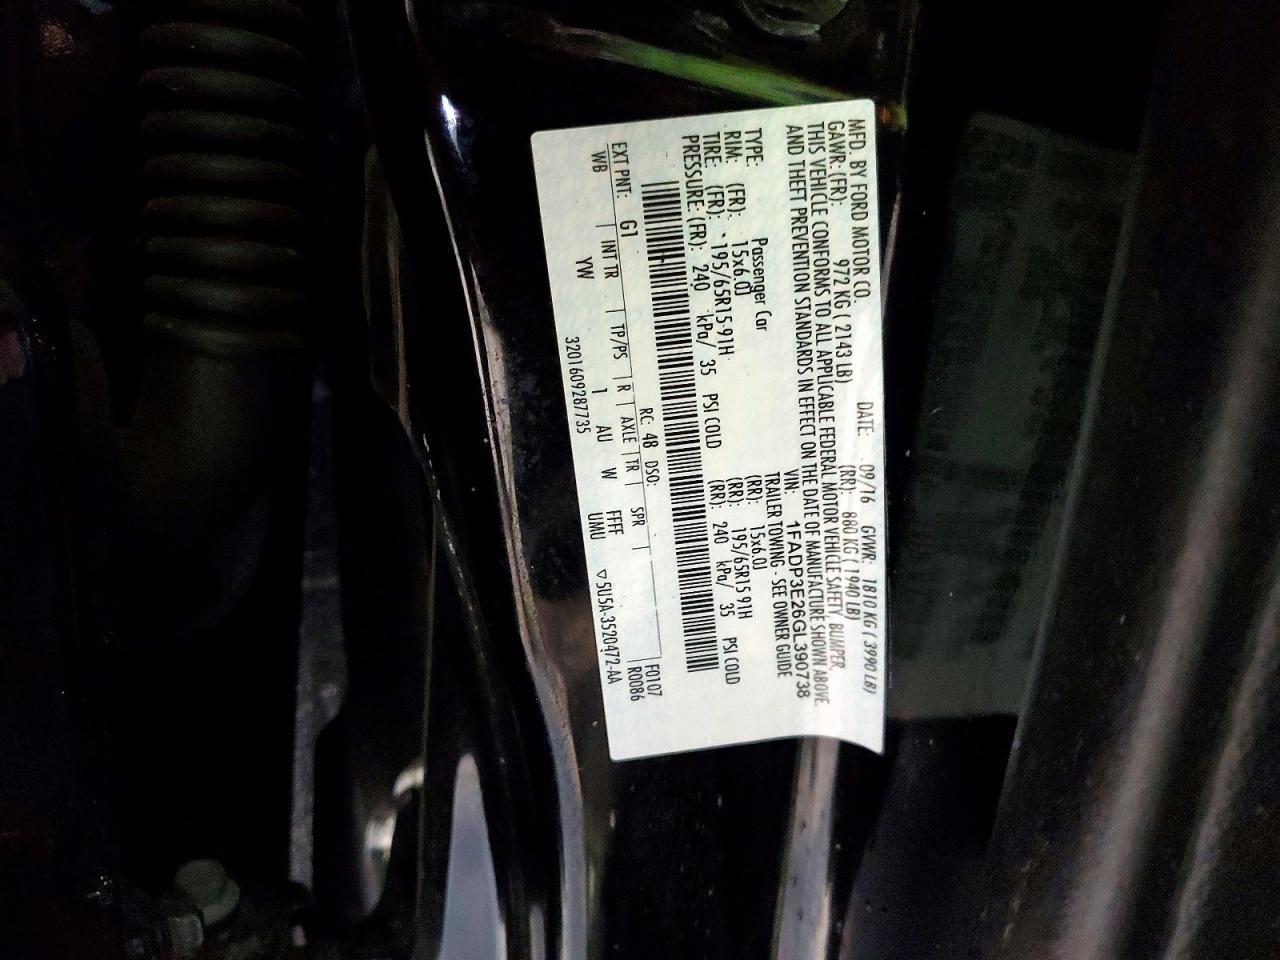 MFD. BY FORD MOTOR CO.
DATE: 09/16 GVWR: 1810 KG ( 3990 LB)
GAWR: (FR): 972 KG ( 2143 LB) (RR): 880 KG ( 1940 LB)
THIS VEHICLE CONFORMS TO ALL APPLICABLE FEDERAL MOTOR VEHICLE SAFETY, BUMPER,
AND THEFT PREVENTION STANDARDS IN EFFECT ON THE DATE OF MANUFACTURE SHOWN ABOVE.
VIN: 1FADP3E26GL390738
TYPE: Passenger Car TRAILER TOWING - SEE OWNER GUIDE
RIM: (FR): 15x6.0J (RR): 15x6.0J
TIRE: (FR): 195/65R15 91H (RR): 195/65R15 91H
PRESSURE: (FR): 240 kPa/ 35 PSI COLD (RR): 240 kPa/ 35 PSI COLD
RC: 48 DSO: F0107
EXT PNT: G1 R0086
WB | INT TR | TP/PS | R | AXLE | TR | SPR
YW 1 AU W FFFF
UMU
3201609287735 ▽5U5A-3520472-AA